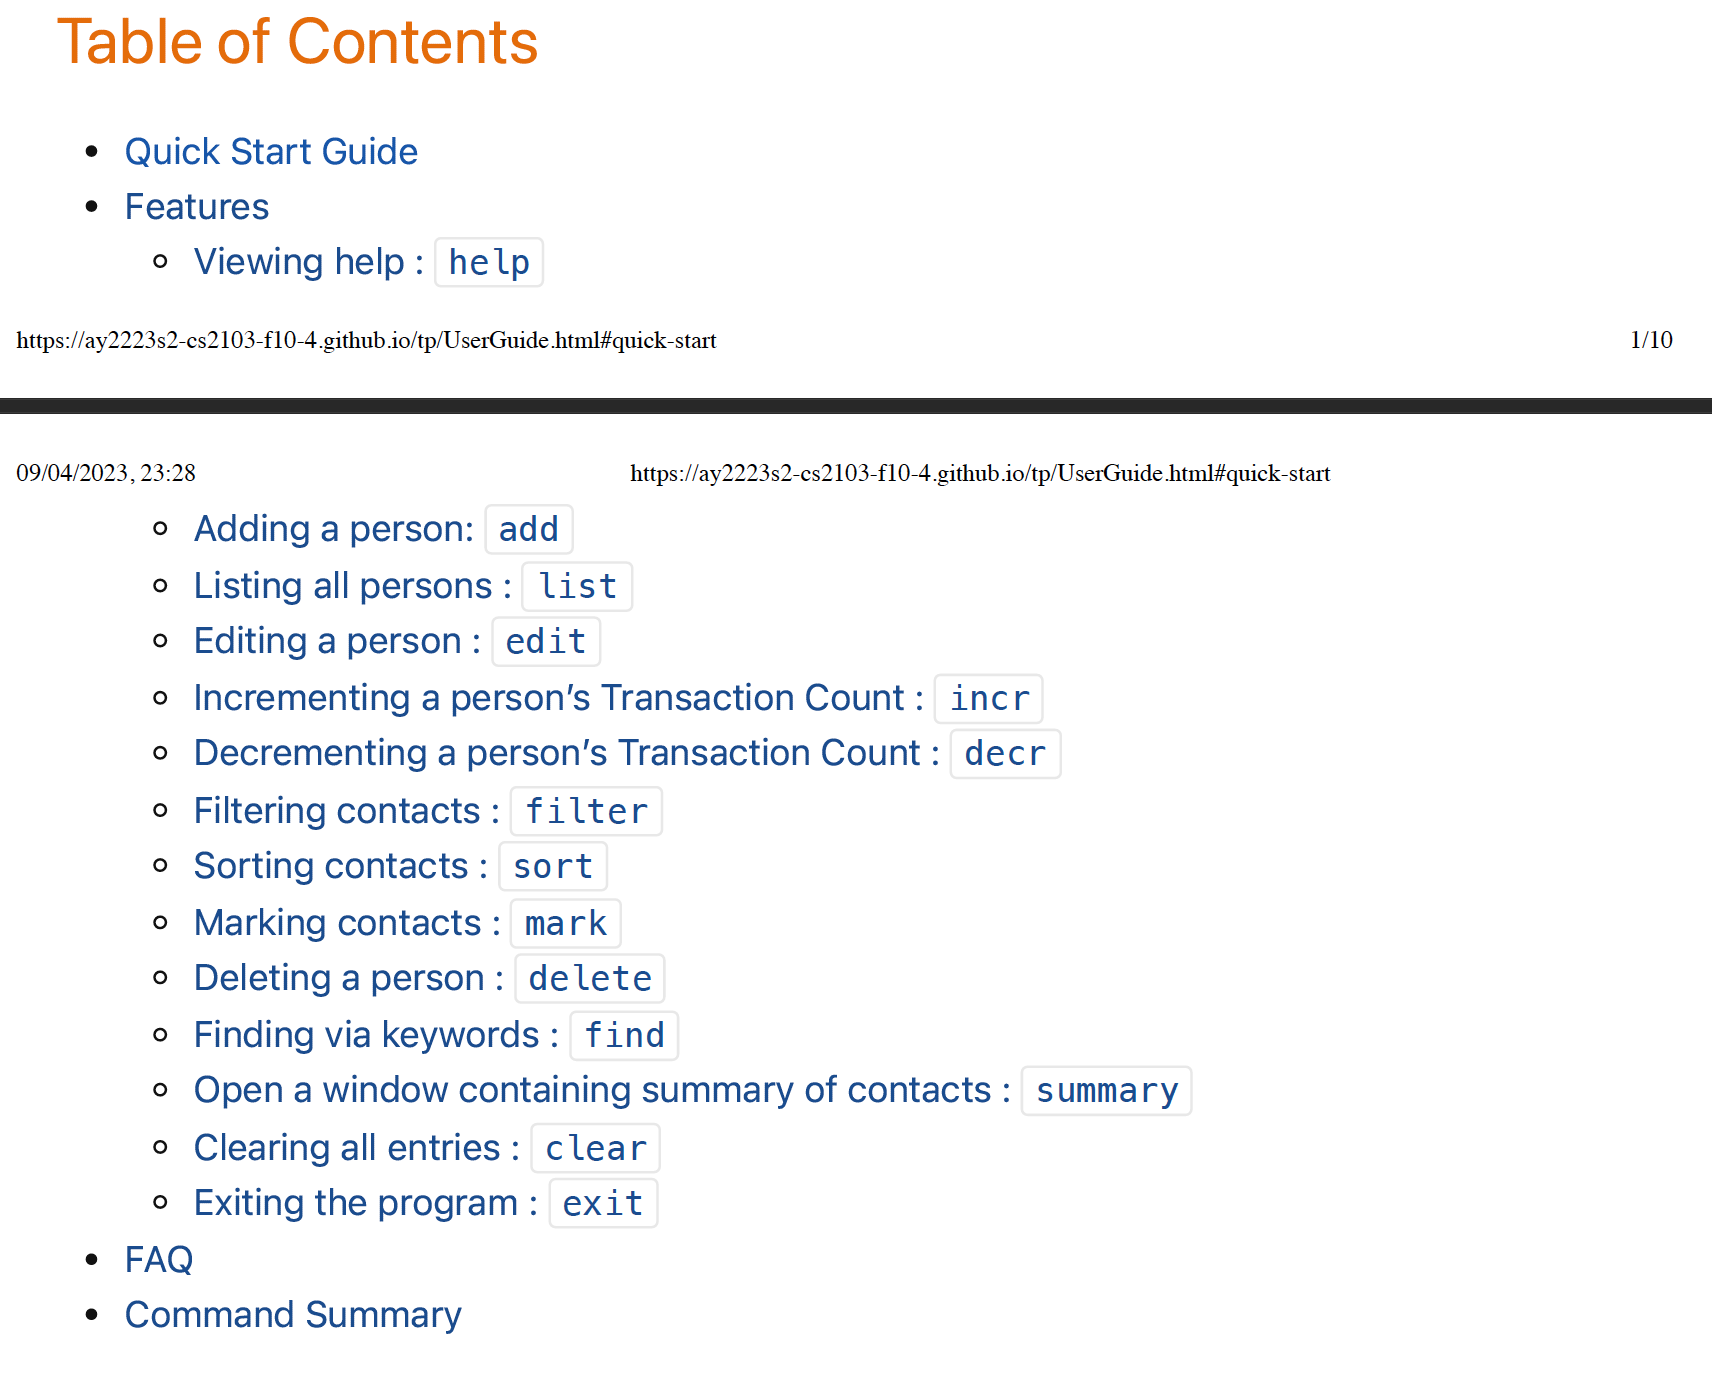 Table of Contents
Quick Start Guide
Features
Viewing help : help
https://ay2223s2-cs2103-f10-4.github.io/tp/UserGuide.html#quick-start 1/10
09/04/2023, 23:28 https://ay2223s2-cs2103-f10-4.github.io/tp/UserGuide.html#quick-start
Adding a person: add
Listing all persons : list
Editing a person : edit
Incrementing a person’s Transaction Count : incr
Decrementing a person’s Transaction Count : decr
Filtering contacts : filter
Sorting contacts : sort
Marking contacts : mark
Deleting a person : delete
Finding via keywords : find
Open a window containing summary of contacts : summary
Clearing all entries : clear
Exiting the program : exit
FAQ
Command Summary